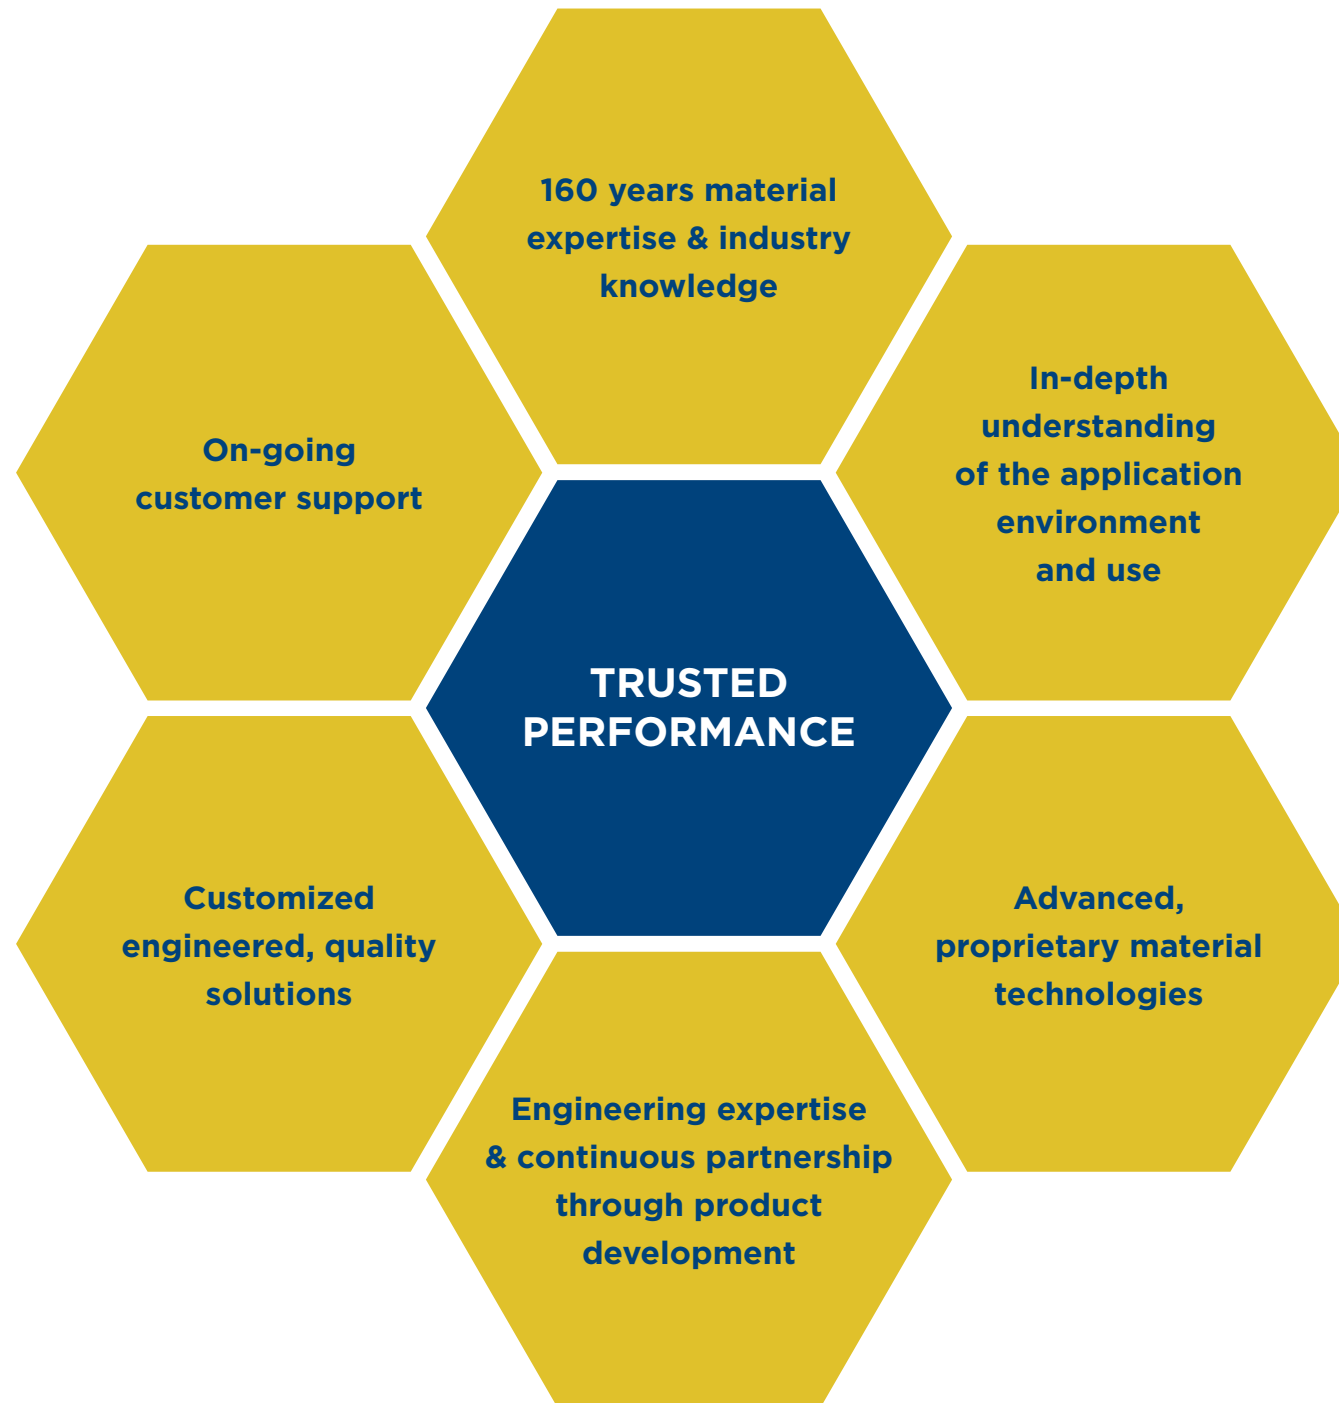 160 years material
expertise & industry
knowledge
In-depth
understanding
of the application
environment
and use
On-going
customer support
TRUSTED
PERFORMANCE
Customized
engineered, quality
solutions
Advanced,
proprietary material
technologies
Engineering expertise
& continuous partnership
through product
development